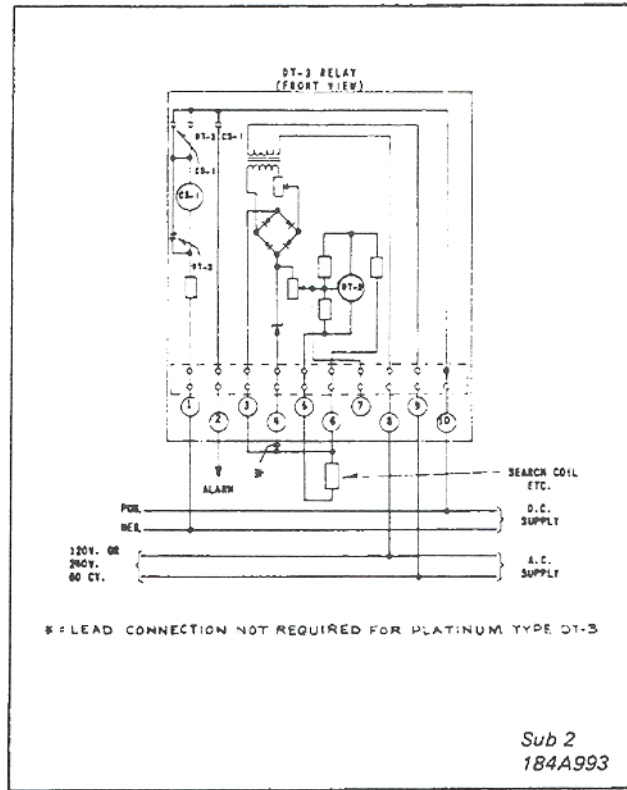 DT-3 RELAY
(FRONT VIEW)
DT-3 CS-1
CS-1
CS-1
DT-3
DT-3
1 2 3 4 5 6 7 8 9 10
ALARM
SEARCH COIL
ETC.
POS.
NEG.
D.C.
SUPPLY
120V. OR
240V.
60 CY.
A.C.
SUPPLY
* = LEAD CONNECTION NOT REQUIRED FOR PLATINUM TYPE DT-3
Sub 2
184A993